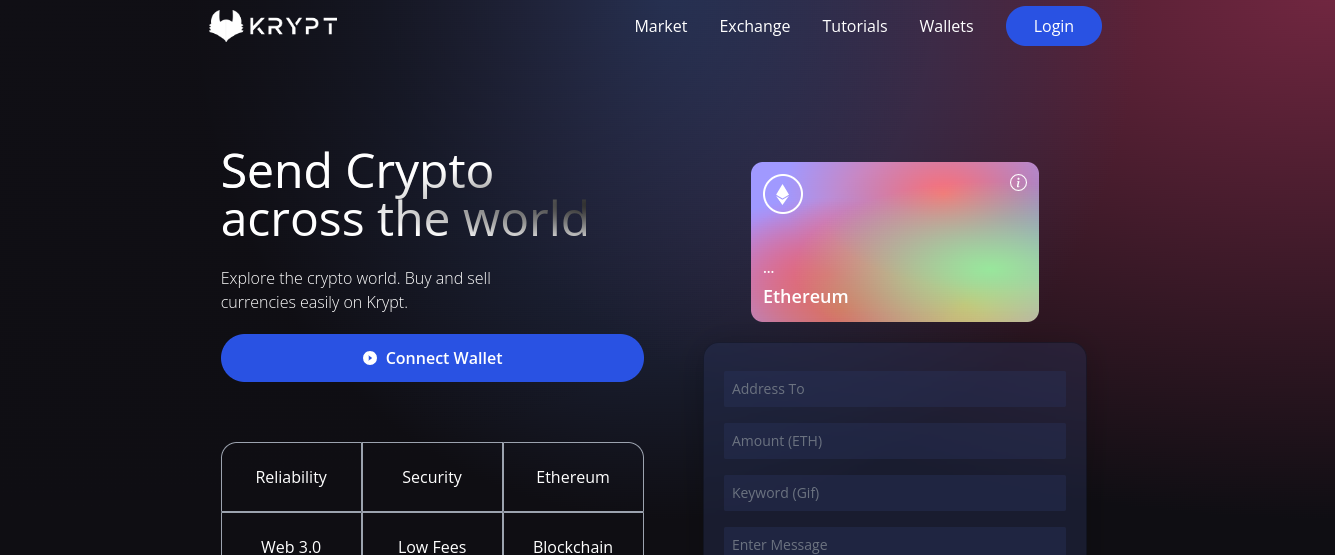 KRYPT
Market Exchange Tutorials Wallets Login
Send Crypto
across the world
Explore the crypto world. Buy and sell
currencies easily on Krypt.
Connect Wallet
Reliability Security Ethereum
Web 3.0 Low Fees Blockchain
...
Ethereum
Address To
Amount (ETH)
Keyword (Gif)
Enter Message